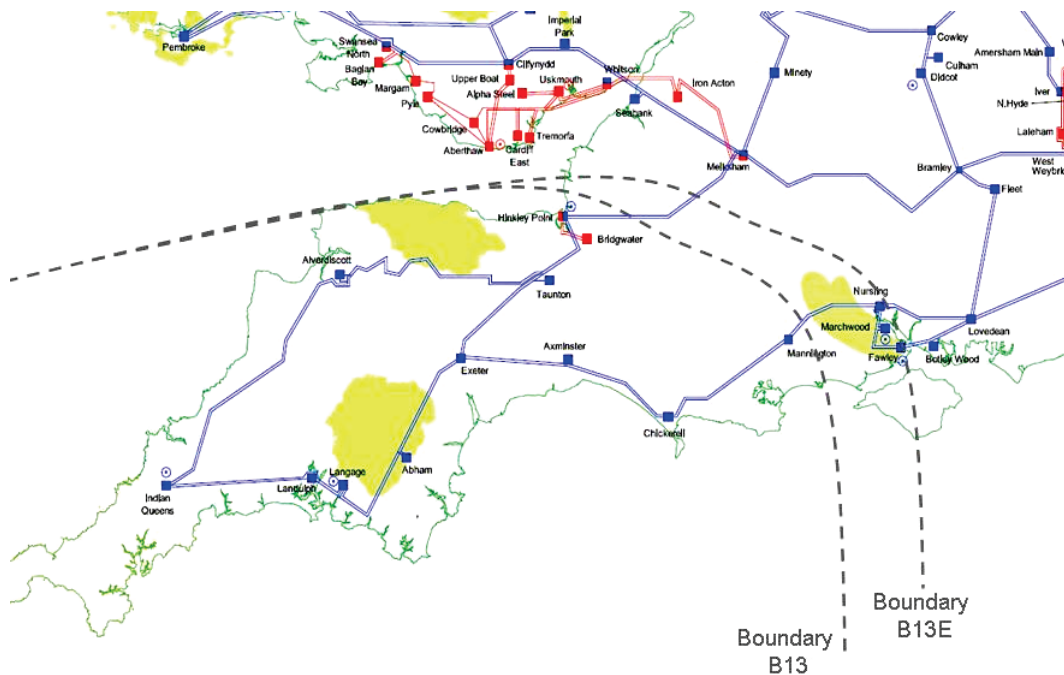 Pembroke
Swansea
North
Baglan
Bay
Margam
Pyle
Cowbridge
Aberthaw
Cilfynydd
Upper Boat
Alpha Steel
Uskmouth
Cardiff
East
Tremorfa
Imperial
Park
Whitson
Seabank
Iron Acton
Melksham
Minety
Cowley
Culham
Didcot
Amersham Main
Iver
N.Hyde
Laleham
West
Weybri
Bramley
Fleet
Hinkley Point
Bridgwater
Alverdiscott
Taunton
Nursling
Marchwood
Mannington
Fawley
Botley Wood
Lovedean
Axminster
Exeter
Chickerell
Abham
Langage
Landulph
Indian
Queens
Boundary
B13E
Boundary
B13